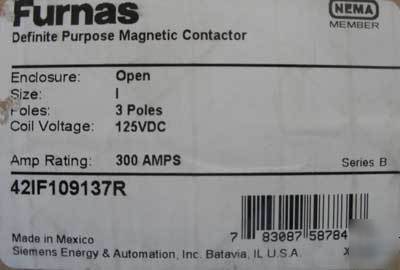 Furnas
NEMA
MEMBER
Definite Purpose Magnetic Contactor
Enclosure: Open
Size: I
Poles: 3 Poles
Coil Voltage: 125VDC
Amp Rating: 300 AMPS
Series B
42IF109137R
7 83087 58784
Made in Mexico
Siemens Energy & Automation, Inc. Batavia, IL U.S.A.
X